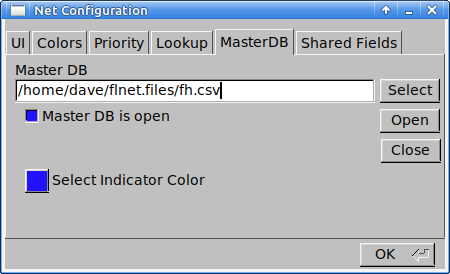 Net Configuration
UI Colors Priority Lookup MasterDB Shared Fields
Master DB
/home/dave/flnet.files/fh.csv Select
Master DB is open Open
Close
Select Indicator Color
OK